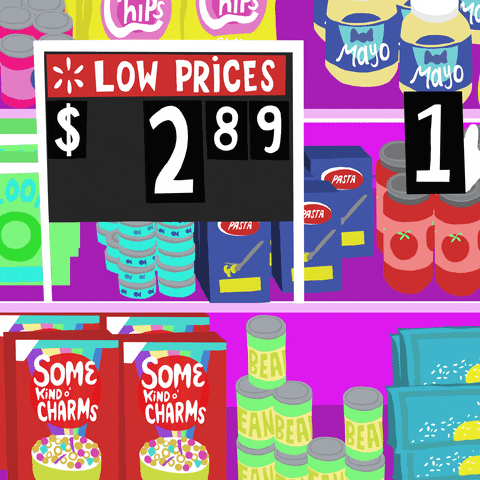 Chips
Chips
Mayo
Mayo
LOW PRiCES
$ 2 89
1
PASTA
PASTA
PASTA
SOME
KIND O'
CHARMS
SOME
KIND O'
CHARMS
BEAN
BEAN
BEAN
BEAN